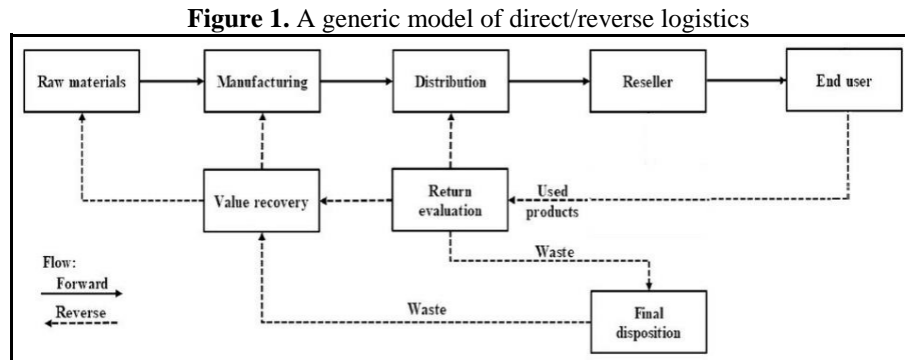 Figure 1. A generic model of direct/reverse logistics
Raw materials
Manufacturing
Distribution
Reseller
End user
Value recovery
Return
evaluation
Used
products
Waste
Flow:
Forward
Reverse
Waste
Final
disposition